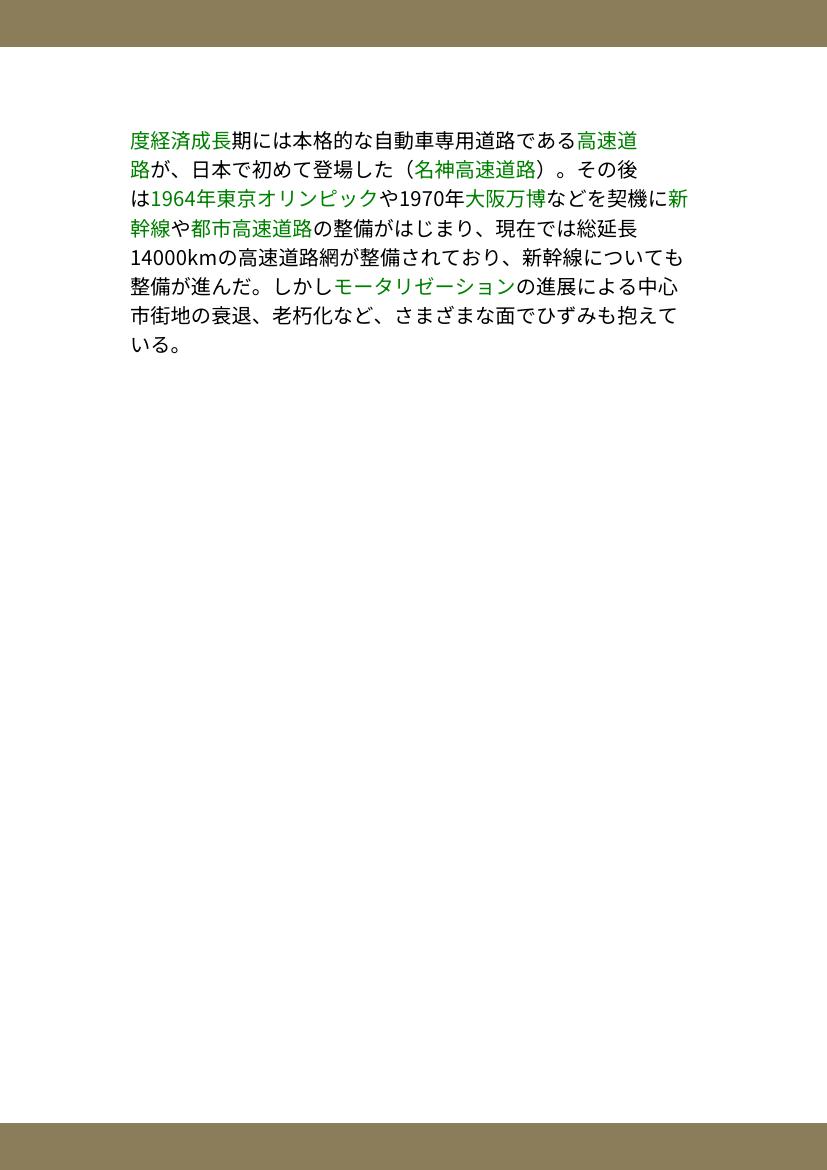 度経済成長期には本格的な自動車専用道路である高速道
路が、日本で初めて登場した（名神高速道路）。その後
は1964年東京オリンピックや1970年大阪万博などを契機に新
幹線や都市高速道路の整備がはじまり、現在では総延長
14000kmの高速道路網が整備されており、新幹線についても
整備が進んだ。しかしモータリゼーションの進展による中心
市街地の衰退、老朽化など、さまざまな面でひずみも抱えて
いる。